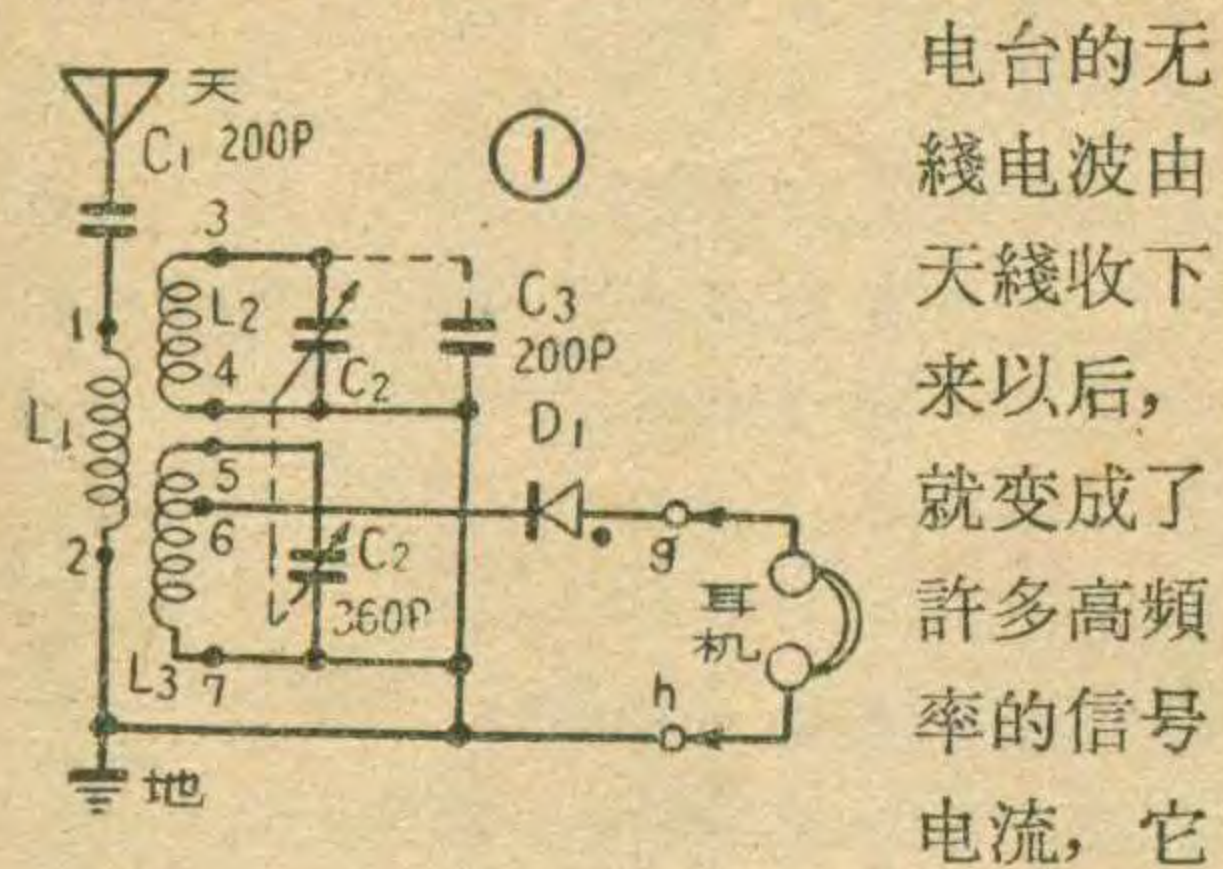 天
C1 200P
①
3
L2
C3
1
4
C2
200P
L1
D1
5
6
C2
g
2
360P
耳
机
L3 7
h
地
电台的无
綫电波由
天綫收下
来以后，
就变成了
許多高頻
率的信号
电流，它